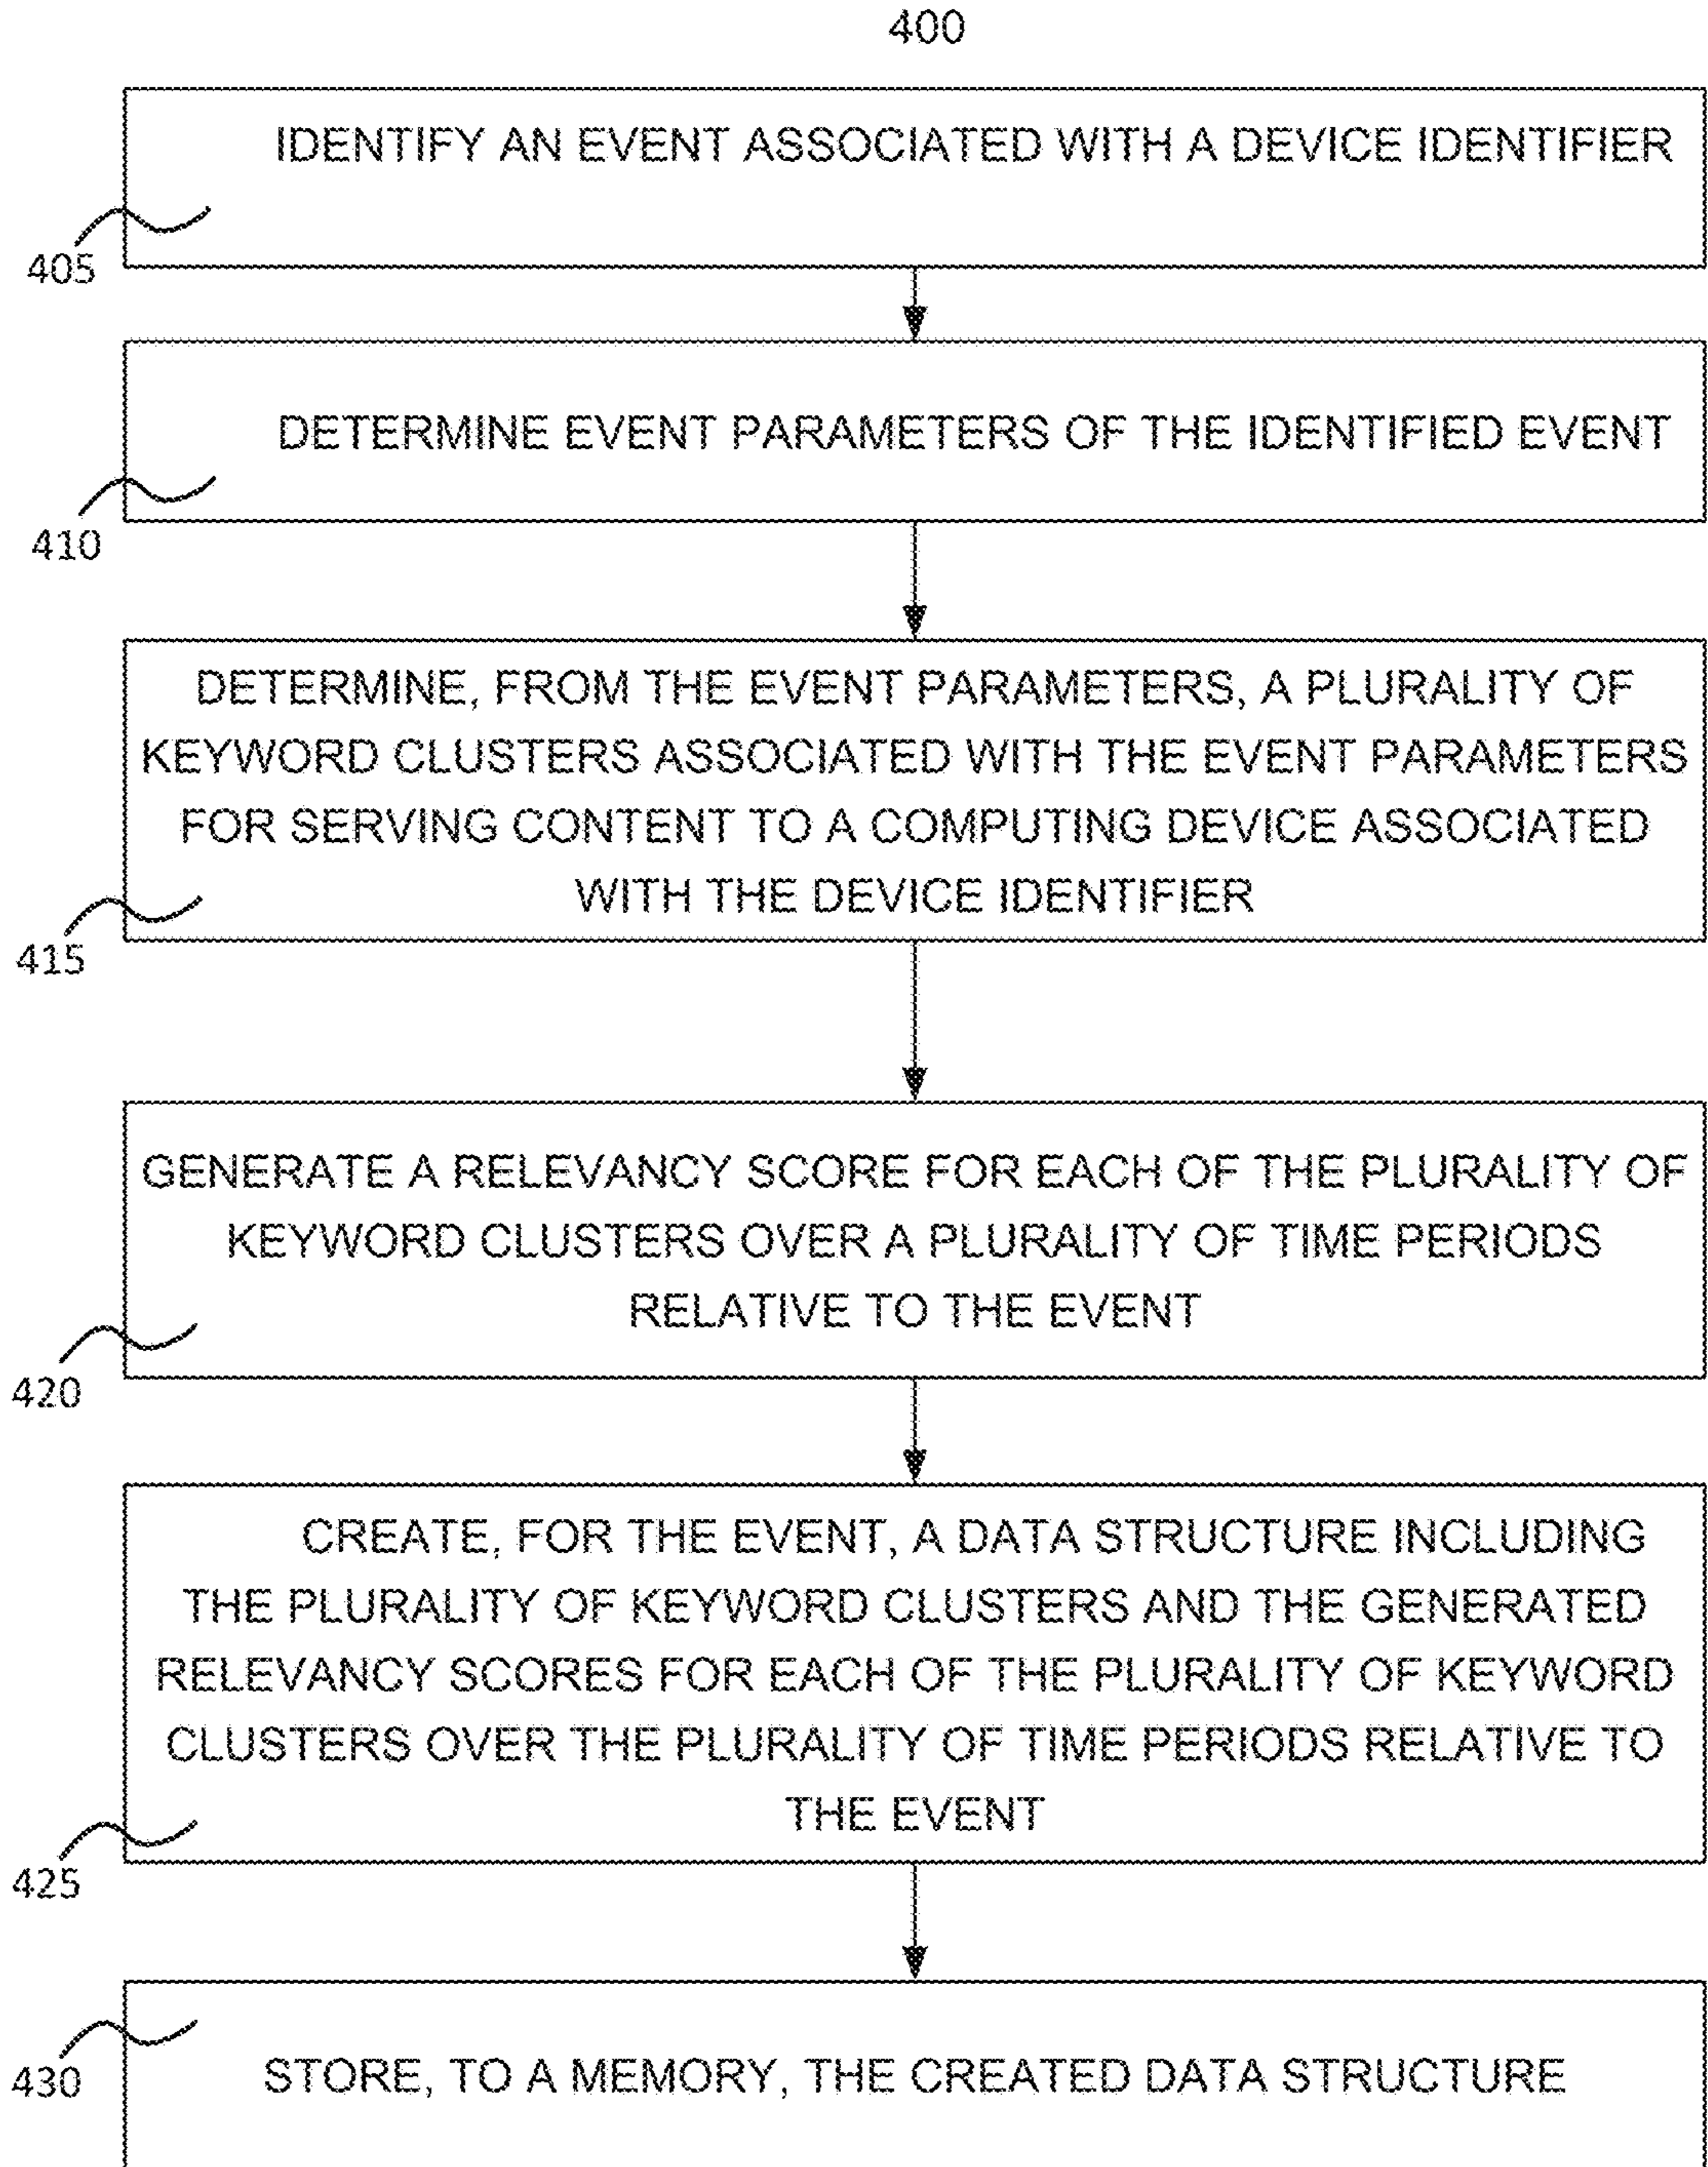 400
IDENTIFY AN EVENT ASSOCIATED WITH A DEVICE IDENTIFIER
405
DETERMINE EVENT PARAMETERS OF THE IDENTIFIED EVENT
410
DETERMINE, FROM THE EVENT PARAMETERS, A PLURALITY OF
KEYWORD CLUSTERS ASSOCIATED WITH THE EVENT PARAMETERS
FOR SERVING CONTENT TO A COMPUTING DEVICE ASSOCIATED
WITH THE DEVICE IDENTIFIER
415
GENERATE A RELEVANCY SCORE FOR EACH OF THE PLURALITY OF
KEYWORD CLUSTERS OVER A PLURALITY OF TIME PERIODS
RELATIVE TO THE EVENT
420
CREATE, FOR THE EVENT, A DATA STRUCTURE INCLUDING
THE PLURALITY OF KEYWORD CLUSTERS AND THE GENERATED
RELEVANCY SCORES FOR EACH OF THE PLURALITY OF KEYWORD
CLUSTERS OVER THE PLURALITY OF TIME PERIODS RELATIVE TO
THE EVENT
425
STORE, TO A MEMORY, THE CREATED DATA STRUCTURE
430